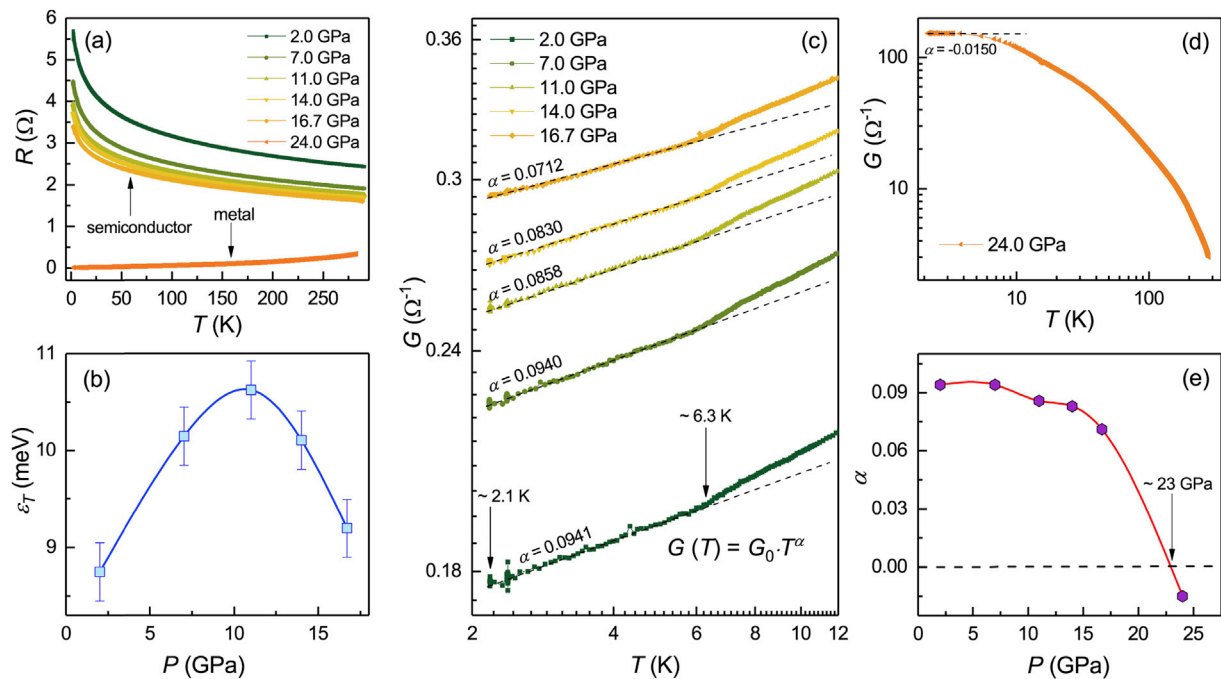 (a)
6
5
4
3
2
1
0
R (Ω)
2.0 GPa
7.0 GPa
11.0 GPa
14.0 GPa
16.7 GPa
24.0 GPa
semiconductor
metal
0 50 100 150 200 250
T (K)
(b)
11
10
9
8
εT (meV)
0 5 10 15
P (GPa)
(c)
0.36
0.3
0.24
0.18
G (Ω-1)
2.0 GPa
7.0 GPa
11.0 GPa
14.0 GPa
16.7 GPa
α = 0.0712
α = 0.0830
α = 0.0858
α = 0.0940
~ 6.3 K
~ 2.1 K
α = 0.0941
G (T) = G0·Tα
2 4 6 8 10 12
T (K)
(d)
100
10
G (Ω-1)
α = -0.0150
24.0 GPa
10 100
T (K)
(e)
0.09
0.06
0.03
0.00
α
~ 23 GPa
0 5 10 15 20 25
P (GPa)